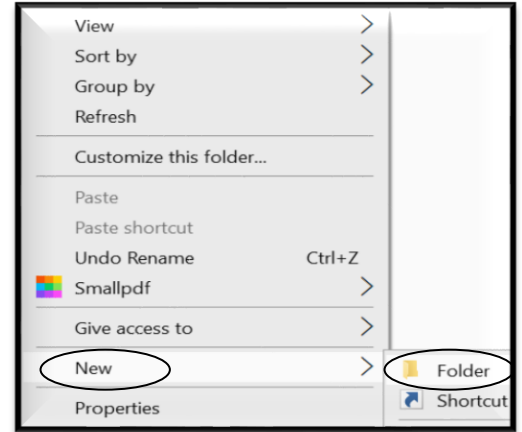 View
Sort by
Group by
Refresh
Customize this folder...
Paste
Paste shortcut
Undo Rename Ctrl+Z
Smallpdf
Give access to
New
Folder
Shortcut
Properties